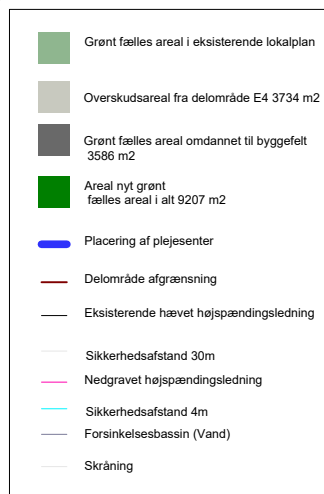 Grønt fælles areal i eksisterende lokalplan
Overskudsareal fra delområde E4 3734 m2
Grønt fælles areal omdannet til byggefelt
3586 m2
Areal nyt grønt
fælles areal i alt 9207 m2
Placering af plejesenter
Delområde afgrænsning
Eksisterende hævet højspændingsledning
Sikkerhedsafstand 30m
Nedgravet højspændingsledning
Sikkerhedsafstand 4m
Forsinkelsesbassin (Vand)
Skråning